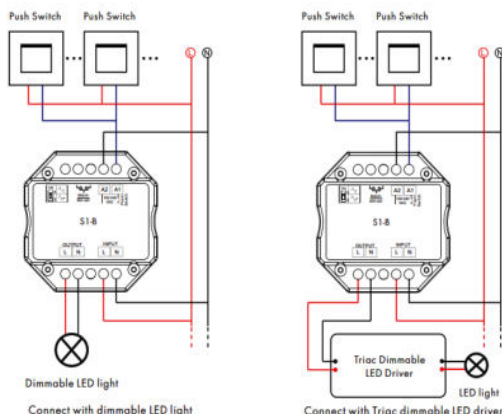 Push Switch Push Switch Push Switch Push Switch
L N L N
A2 A1 A2 A1
S1-B S1-B
OUTPUT INPUT OUTPUT INPUT
L N L N L N L N
Triac Dimmable
LED Driver
Dimmable LED light
LED light
Connect with dimmable LED light Connect with Triac dimmable LED driver